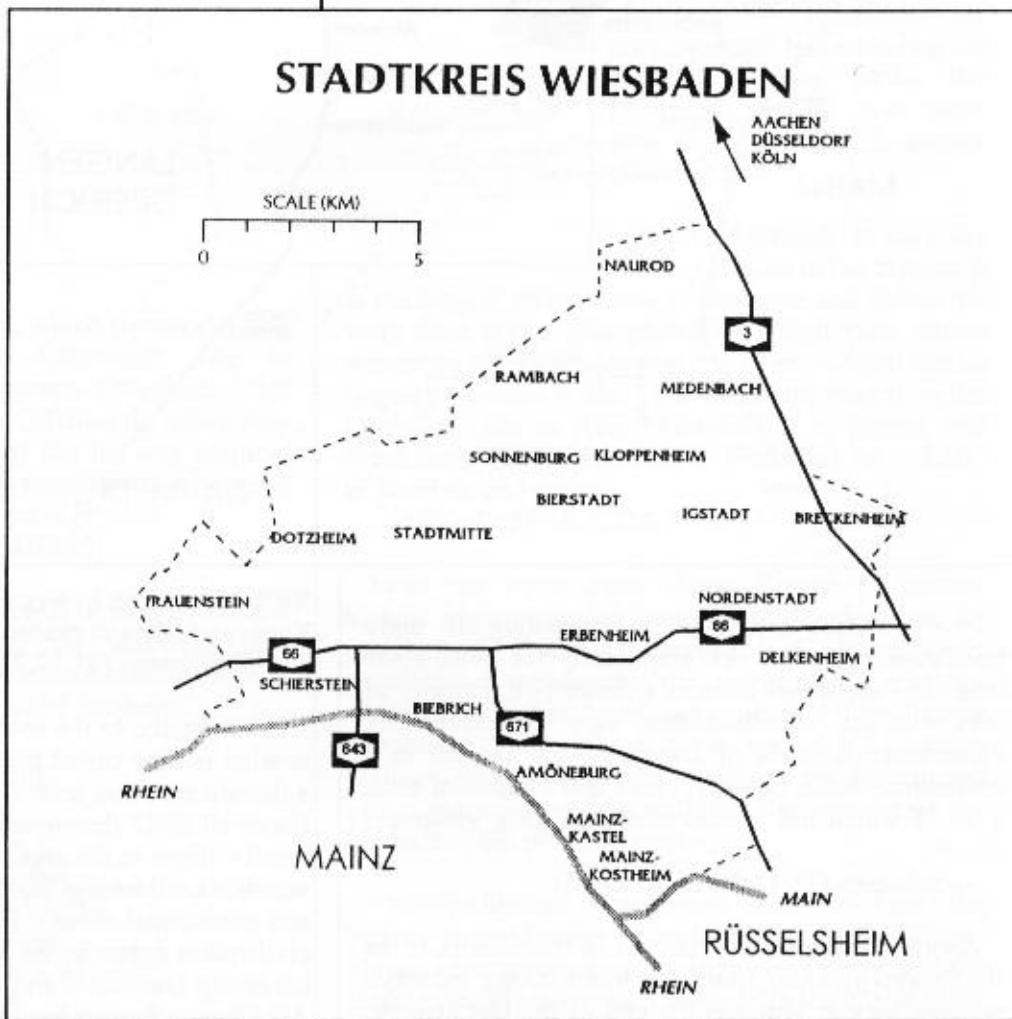 STADTKREIS WIESBADEN
AACHEN
DÜSSELDORF
KÖLN
SCALE (KM)
0 5
NAUROD
3
RAMBACH
MEDENBACH
SONNENBURG KLOPPENHEIM
BIERSTADT
IGSTADT
BRECKENHEIM
DOTZHEIM
STADTMITTE
FRAUENSTEIN
NORDENSTADT
66
ERBENHEIM
66
DELKENHEIM
SCHIERSTEIN
BIEBRICH
671
643
AMÖNEBURG
RHEIN
MAINZ-
KASTEL
MAINZ
MAINZ-
KOSTHEIM
MAIN
RÜSSELSHEIM
RHEIN